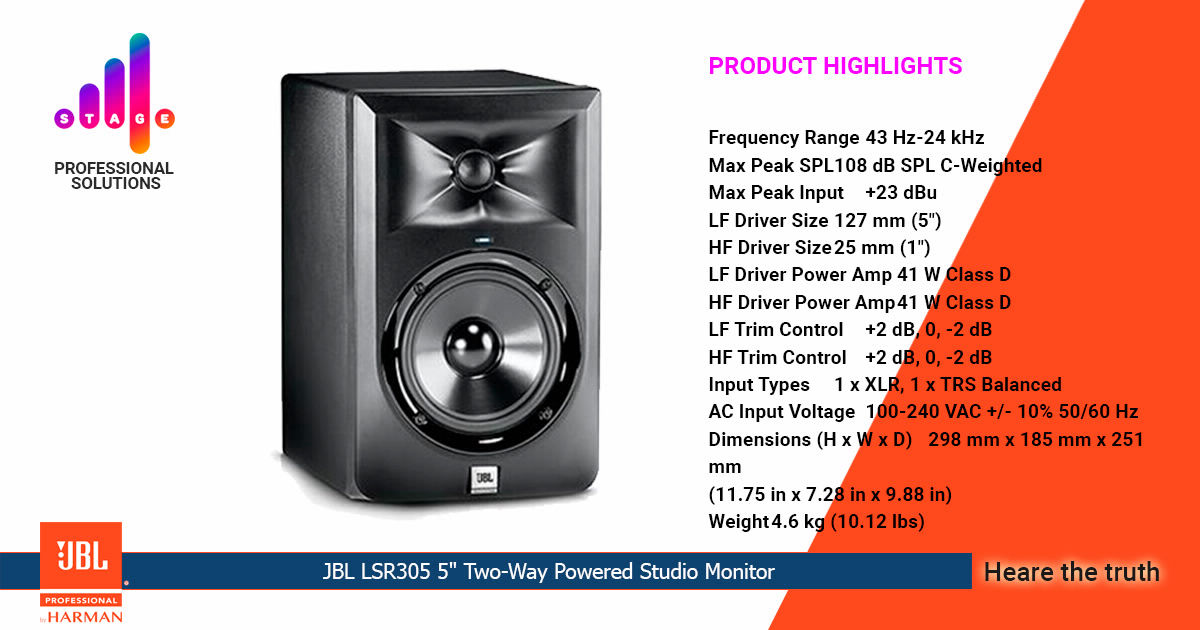 STAGE
PROFESSIONAL
SOLUTIONS
PRODUCT HIGHLIGHTS
Frequency Range 43 Hz-24 kHz
Max Peak SPL108 dB SPL C-Weighted
Max Peak Input +23 dBu
LF Driver Size 127 mm (5")
HF Driver Size25 mm (1")
LF Driver Power Amp 41 W Class D
HF Driver Power Amp41 W Class D
LF Trim Control +2 dB, 0, -2 dB
HF Trim Control +2 dB, 0, -2 dB
Input Types 1 x XLR, 1 x TRS Balanced
AC Input Voltage 100-240 VAC +/- 10% 50/60 Hz
Dimensions (H x W x D) 298 mm x 185 mm x 251
mm
(11.75 in x 7.28 in x 9.88 in)
Weight4.6 kg (10.12 lbs)
JBL
JBL
PROFESSIONAL
by HARMAN
JBL LSR305 5" Two-Way Powered Studio Monitor
Heare the truth